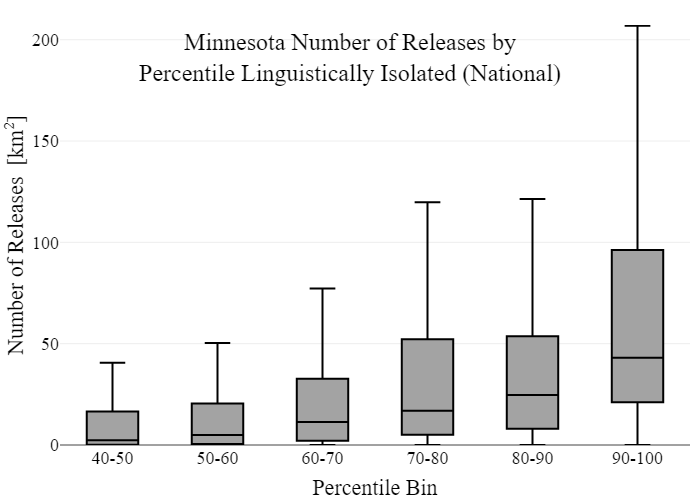 Minnesota Number of Releases by
Percentile Linguistically Isolated (National)
Number of Releases [km²]
200
150
100
50
0
40-50 50-60 60-70 70-80 80-90 90-100
Percentile Bin